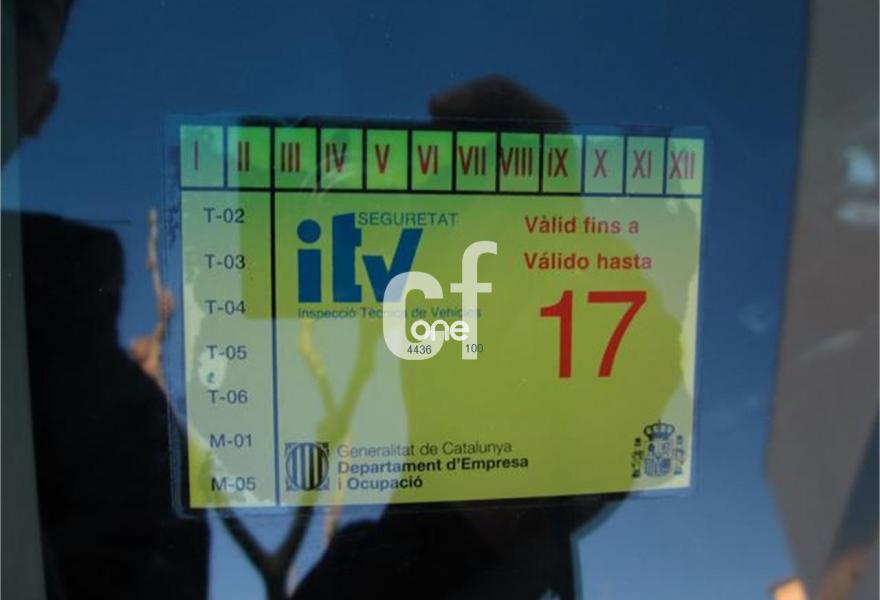 I II III IV V VI VII VIII IX X XI XII
T-02
T-03
T-04
T-05
T-06
M-01
M-05
SEGURETAT
itv
Inspecció Tècnica de Vehicles
4436 100
Vàlid fins a
Válido hasta
17
Generalitat de Catalunya
Departament d'Empresa
i Ocupació
cf
one